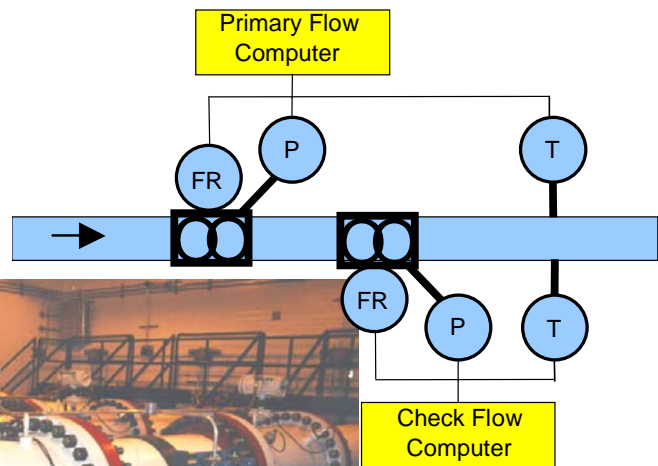 Primary Flow
Computer
P
T
FR
FR
P
T
Check Flow
Computer